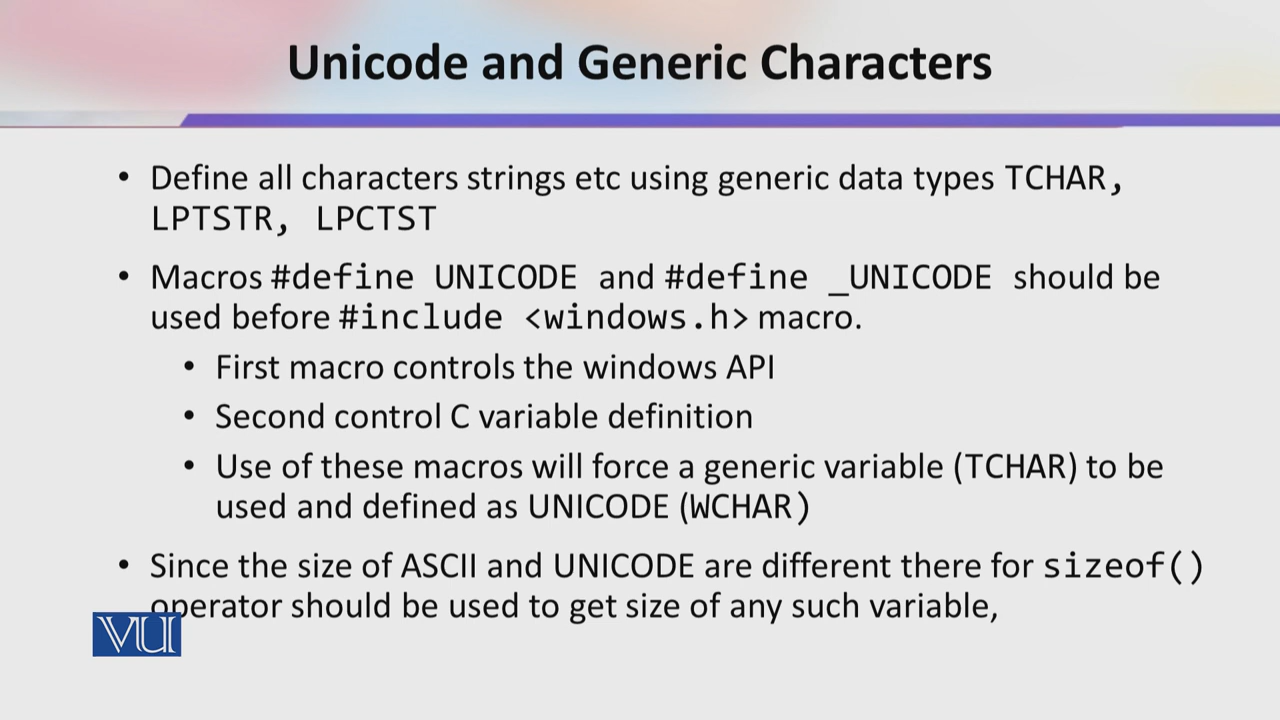 Unicode and Generic Characters
• Define all characters strings etc using generic data types TCHAR,
LPTSTR, LPCTST
• Macros #define UNICODE and #define _UNICODE should be
used before #include <windows.h> macro.
• First macro controls the windows API
• Second control C variable definition
• Use of these macros will force a generic variable (TCHAR) to be
used and defined as UNICODE (WCHAR)
• Since the size of ASCII and UNICODE are different there for sizeof()
operator should be used to get size of any such variable,
VU